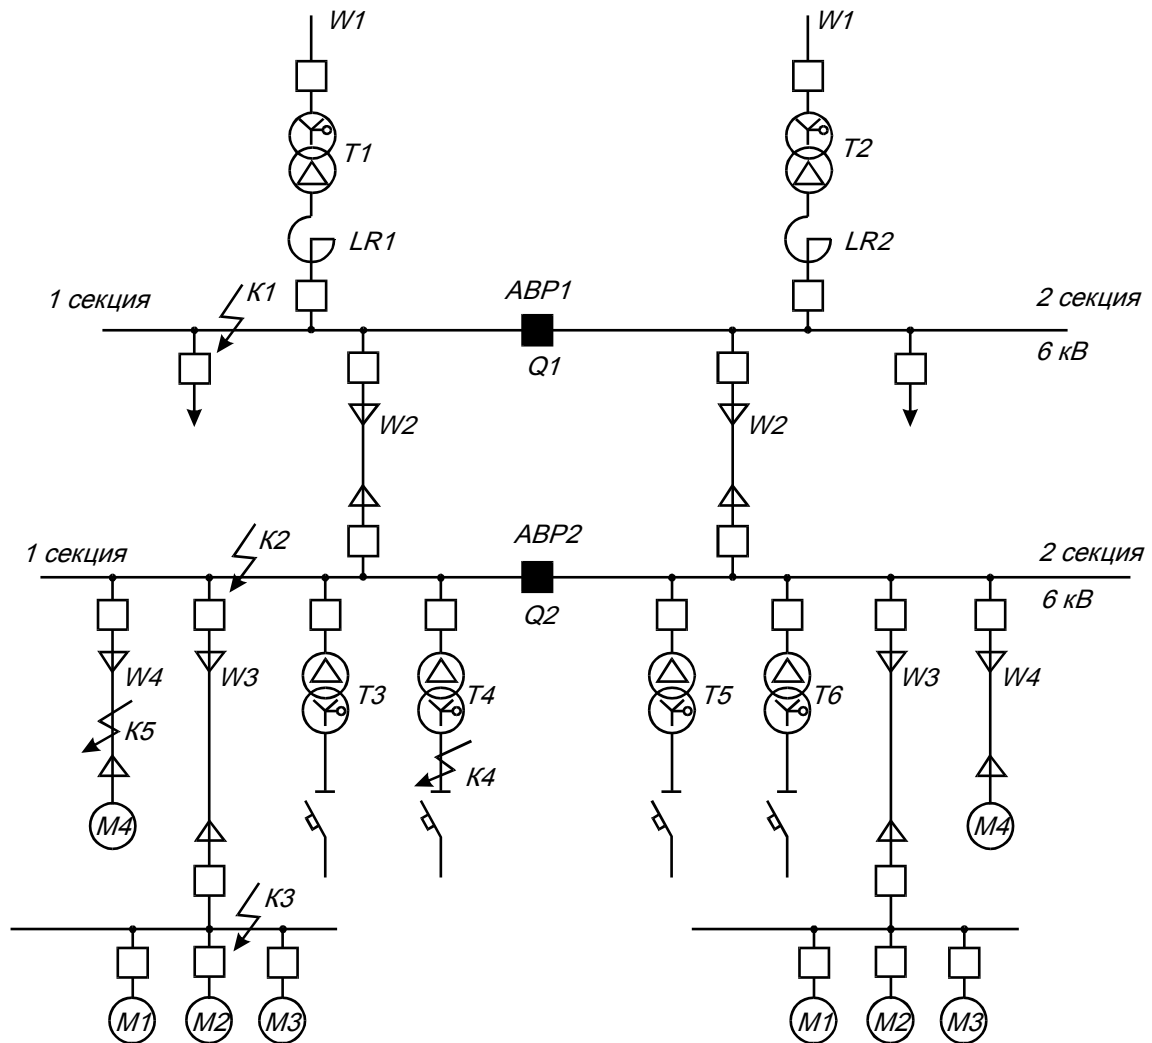 W1
W1
T1
T2
LR1
LR2
1 секция
К1
АВР1
2 секция
Q1
6 кВ
W2
W2
1 секция
К2
АВР2
2 секция
Q2
6 кВ
W4
W3
T3
T4
T5
T6
W3
W4
К5
К4
M4
M4
К3
M1
M2
M3
M1
M2
M3